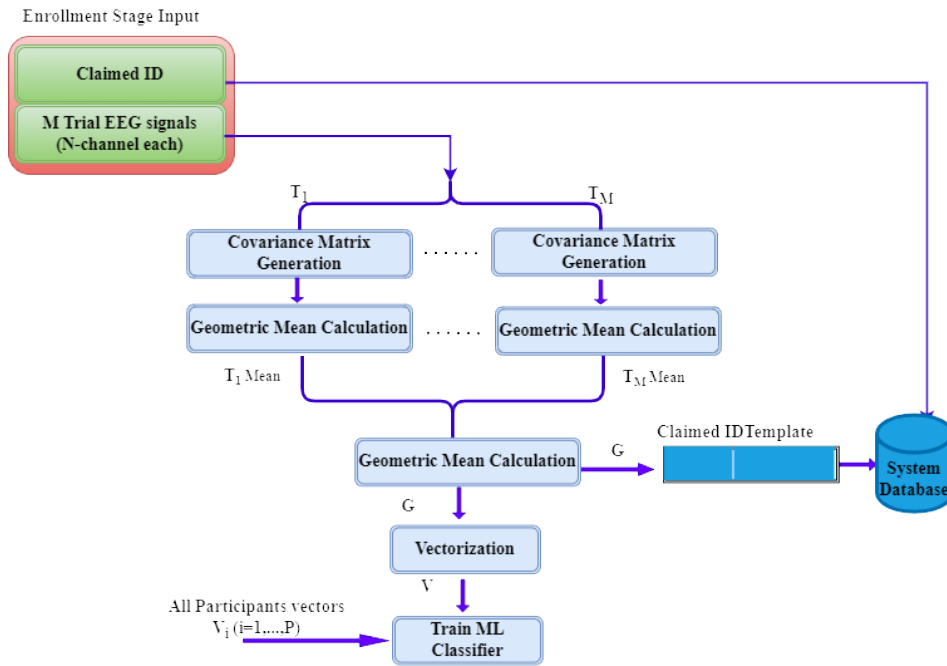 Enrollment Stage Input
Claimed ID
M Trial EEG signals
(N-channel each)
T1
TM
Covariance Matrix
Generation
. . . . . .
Covariance Matrix
Generation
Geometric Mean Calculation
. . . . . .
Geometric Mean Calculation
T1 Mean
TM Mean
Claimed IDTemplate
Geometric Mean Calculation
G
System
Database
G
Vectorization
V
All Participants vectors
Vi (i=1,...,P)
Train ML
Classifier